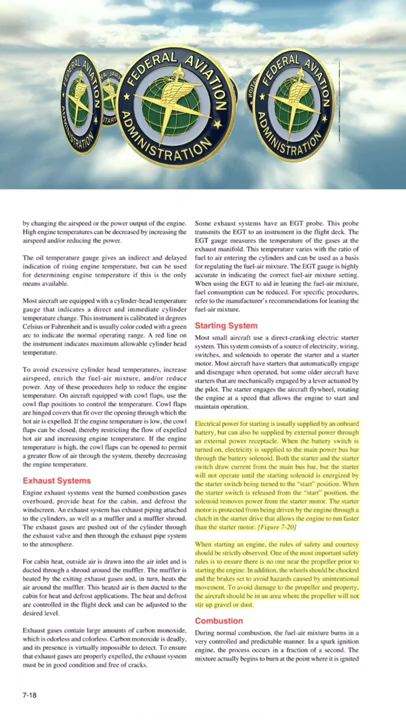 FEDERAL AVIATION
ADMINISTRATION
FEDERAL AVIATION
ADMINISTRATION
FEDERAL AVIATION
ADMINISTRATION
by changing the airspeed or the power output of the engine.
High engine temperatures can be decreased by increasing the
airspeed and/or reducing the power.
The oil temperature gauge gives an indirect and delayed
indication of rising engine temperature, but can be used
for determining engine temperature if this is the only
means available.
Most aircraft are equipped with a cylinder-head temperature
gauge that indicates a direct and immediate cylinder
temperature change. This instrument is calibrated in degrees
Celsius or Fahrenheit and is usually color coded with a green
arc to indicate the normal operating range. A red line on
the instrument indicates maximum allowable cylinder head
temperature.
To avoid excessive cylinder head temperatures, increase
airspeed, enrich the fuel-air mixture, and/or reduce
power. Any of these procedures help to reduce the engine
temperature. On aircraft equipped with cowl flaps, use the
cowl flap positions to control the temperature. Cowl flaps
are hinged covers that fit over the opening through which the
hot air is expelled. If the engine temperature is low, the cowl
flaps can be closed, thereby restricting the flow of expelled
hot air and increasing engine temperature. If the engine
temperature is high, the cowl flaps can be opened to permit
a greater flow of air through the system, thereby decreasing
the engine temperature.
Exhaust Systems
Engine exhaust systems vent the burned combustion gases
overboard, provide heat for the cabin, and defrost the
windscreen. An exhaust system has exhaust piping attached
to the cylinders, as well as a muffler and a muffler shroud.
The exhaust gases are pushed out of the cylinder through
the exhaust valve and then through the exhaust pipe system
to the atmosphere.
For cabin heat, outside air is drawn into the air inlet and is
ducted through a shroud around the muffler. The muffler is
heated by the exiting exhaust gases and, in turn, heats the
air around the muffler. This heated air is then ducted to the
cabin for heat and defrost applications. The heat and defrost
are controlled in the flight deck and can be adjusted to the
desired level.
Exhaust gases contain large amounts of carbon monoxide,
which is odorless and colorless. Carbon monoxide is deadly,
and its presence is virtually impossible to detect. To ensure
that exhaust gases are properly expelled, the exhaust system
must be in good condition and free of cracks.
Some exhaust systems have an EGT probe. This probe
transmits the EGT to an instrument in the flight deck. The
EGT gauge measures the temperature of the gases at the
exhaust manifold. This temperature varies with the ratio of
fuel to air entering the cylinders and can be used as a basis
for regulating the fuel-air mixture. The EGT gauge is highly
accurate in indicating the correct fuel-air mixture setting.
When using the EGT to aid in leaning the fuel-air mixture,
fuel consumption can be reduced. For specific procedures,
refer to the manufacturer's recommendations for leaning the
fuel-air mixture.
Starting System
Most small aircraft use a direct-cranking electric starter
system. This system consists of a source of electricity, wiring,
switches, and solenoids to operate the starter and a starter
motor. Most aircraft have starters that automatically engage
and disengage when operated, but some older aircraft have
starters that are mechanically engaged by a lever actuated by
the pilot. The starter engages the aircraft flywheel, rotating
the engine at a speed that allows the engine to start and
maintain operation.
Electrical power for starting is usually supplied by an onboard
battery, but can also be supplied by external power through
an external power receptacle. When the battery switch is
turned on, electricity is supplied to the main power bus bar
through the battery solenoid. Both the starter and the starter
switch draw current from the main bus bar, but the starter
will not operate until the starting solenoid is energized by
the starter switch being turned to the "start" position. When
the starter switch is released from the "start" position, the
solenoid removes power from the starter motor. The starter
motor is protected from being driven by the engine through a
clutch in the starter drive that allows the engine to run faster
than the starter motor. [Figure 7-20]
When starting an engine, the rules of safety and courtesy
should be strictly observed. One of the most important safety
rules is to ensure there is no one near the propeller prior to
starting the engine. In addition, the wheels should be chocked
and the brakes set to avoid hazards caused by unintentional
movement. To avoid damage to the propeller and property,
the aircraft should be in an area where the propeller will not
stir up gravel or dust.
Combustion
During normal combustion, the fuel-air mixture burns in a
very controlled and predictable manner. In a spark ignition
engine, the process occurs in a fraction of a second. The
mixture actually begins to burn at the point where it is ignited
7-18